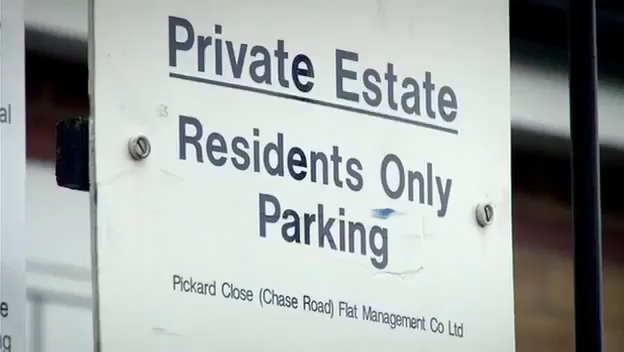 Private Estate
Residents Only
Parking
Pickard Close (Chase Road) Flat Management Co Ltd